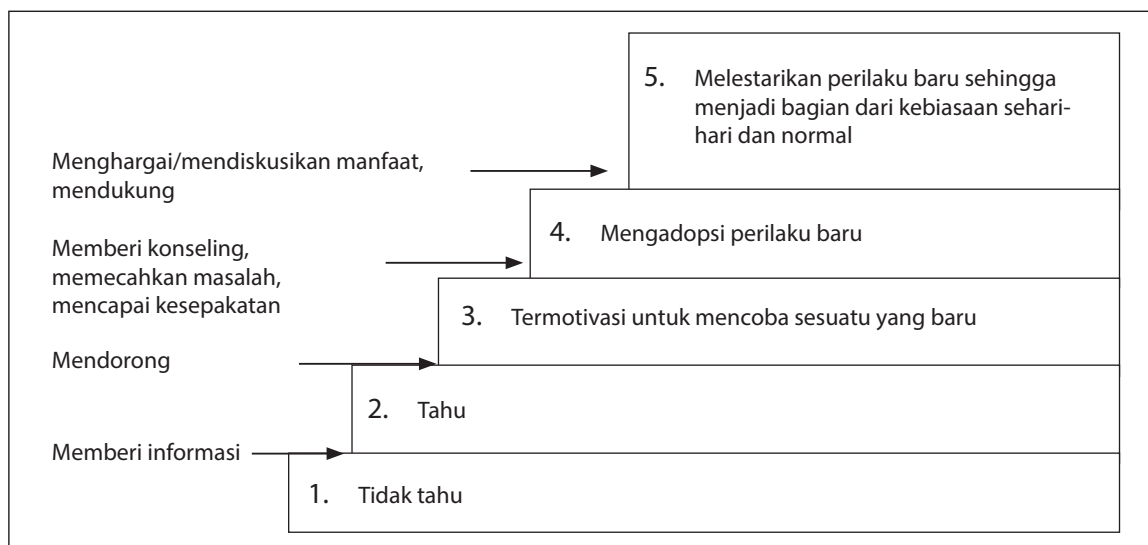 5. Melestarikan perilaku baru sehingga
menjadi bagian dari kebiasaan sehari-
hari dan normal
Menghargai/mendiskusikan manfaat,
mendukung
4. Mengadopsi perilaku baru
Memberi konseling,
memecahkan masalah,
mencapai kesepakatan
3. Termotivasi untuk mencoba sesuatu yang baru
Mendorong
2. Tahu
Memberi informasi
1. Tidak tahu